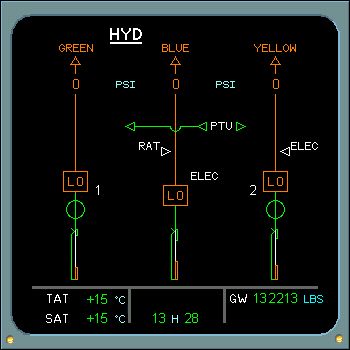 HYD
GREEN BLUE YELLOW
0 PSI 0 PSI 0
PTU
RAT ELEC
ELEC
LO 1 LO 2 LO
TAT +15 °C GW 132213 LBS
SAT +15 °C 13 H 28